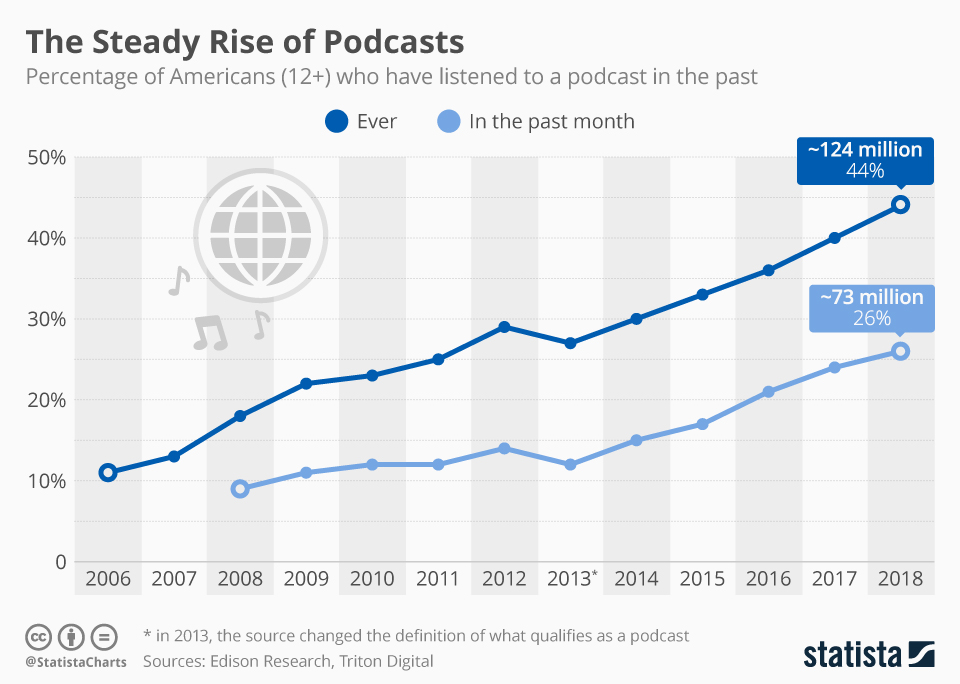 The Steady Rise of Podcasts
Percentage of Americans (12+) who have listened to a podcast in the past
Ever In the past month
~124 million
44%
~73 million
26%
50%
40%
30%
20%
10%
0
2006 2007 2008 2009 2010 2011 2012 2013* 2014 2015 2016 2017 2018
cc
@StatistaCharts
* in 2013, the source changed the definition of what qualifies as a podcast
Sources: Edison Research, Triton Digital
statista